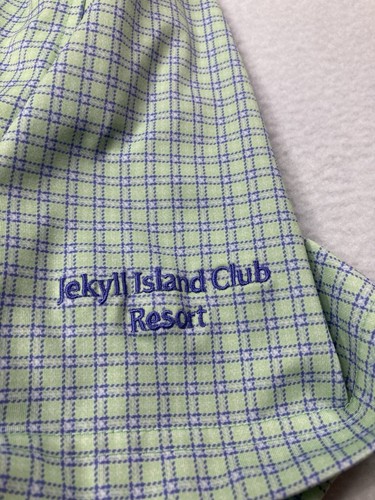 Jekyll Island Club
Resort